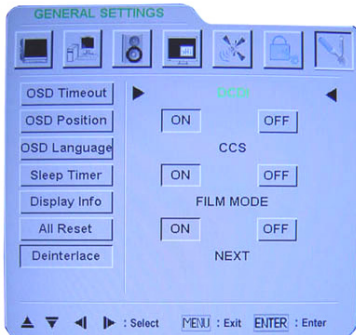 GENERAL SETTINGS
OSD Timeout
OSD Position
ON OFF
OSD Language
CCS
Sleep Timer
ON OFF
Display Info
FILM MODE
All Reset
ON OFF
Deinterlace
NEXT
: Select MENU : Exit ENTER : Enter